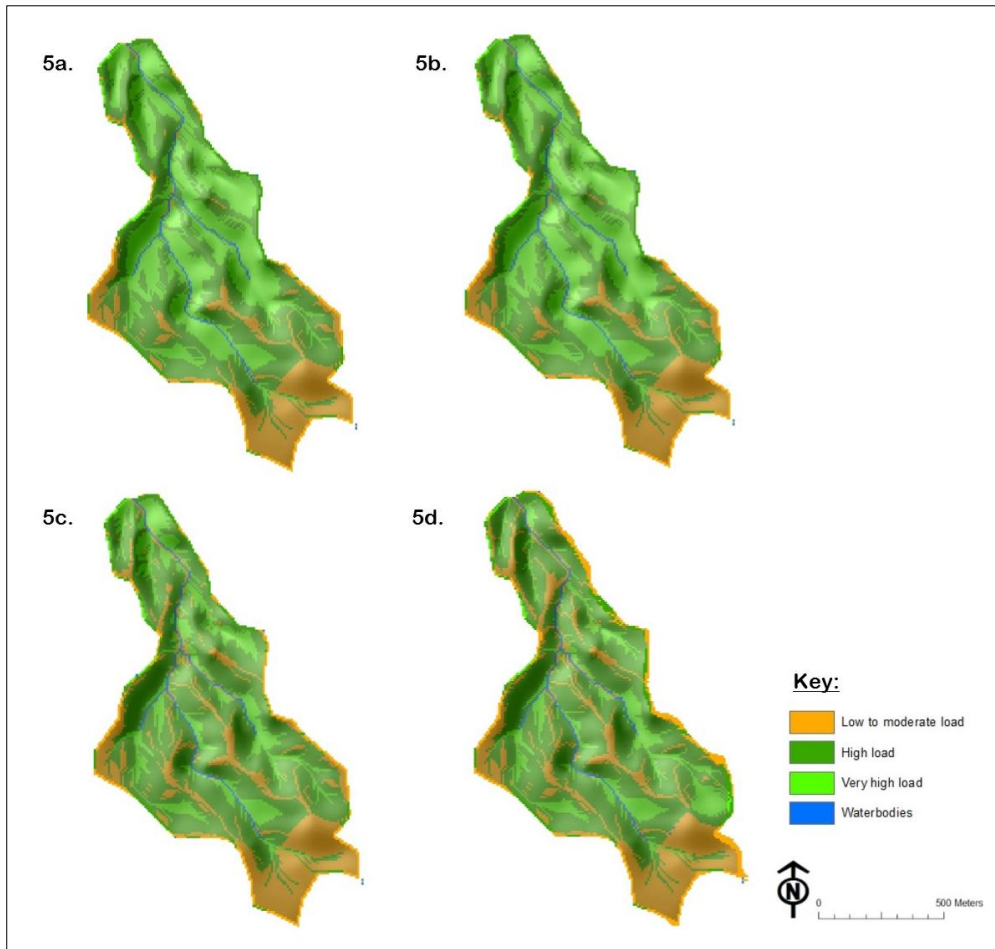 5a.
5b.
5c.
5d.
Key:
Low to moderate load
High load
Very high load
Waterbodies
N
0
500 Meters